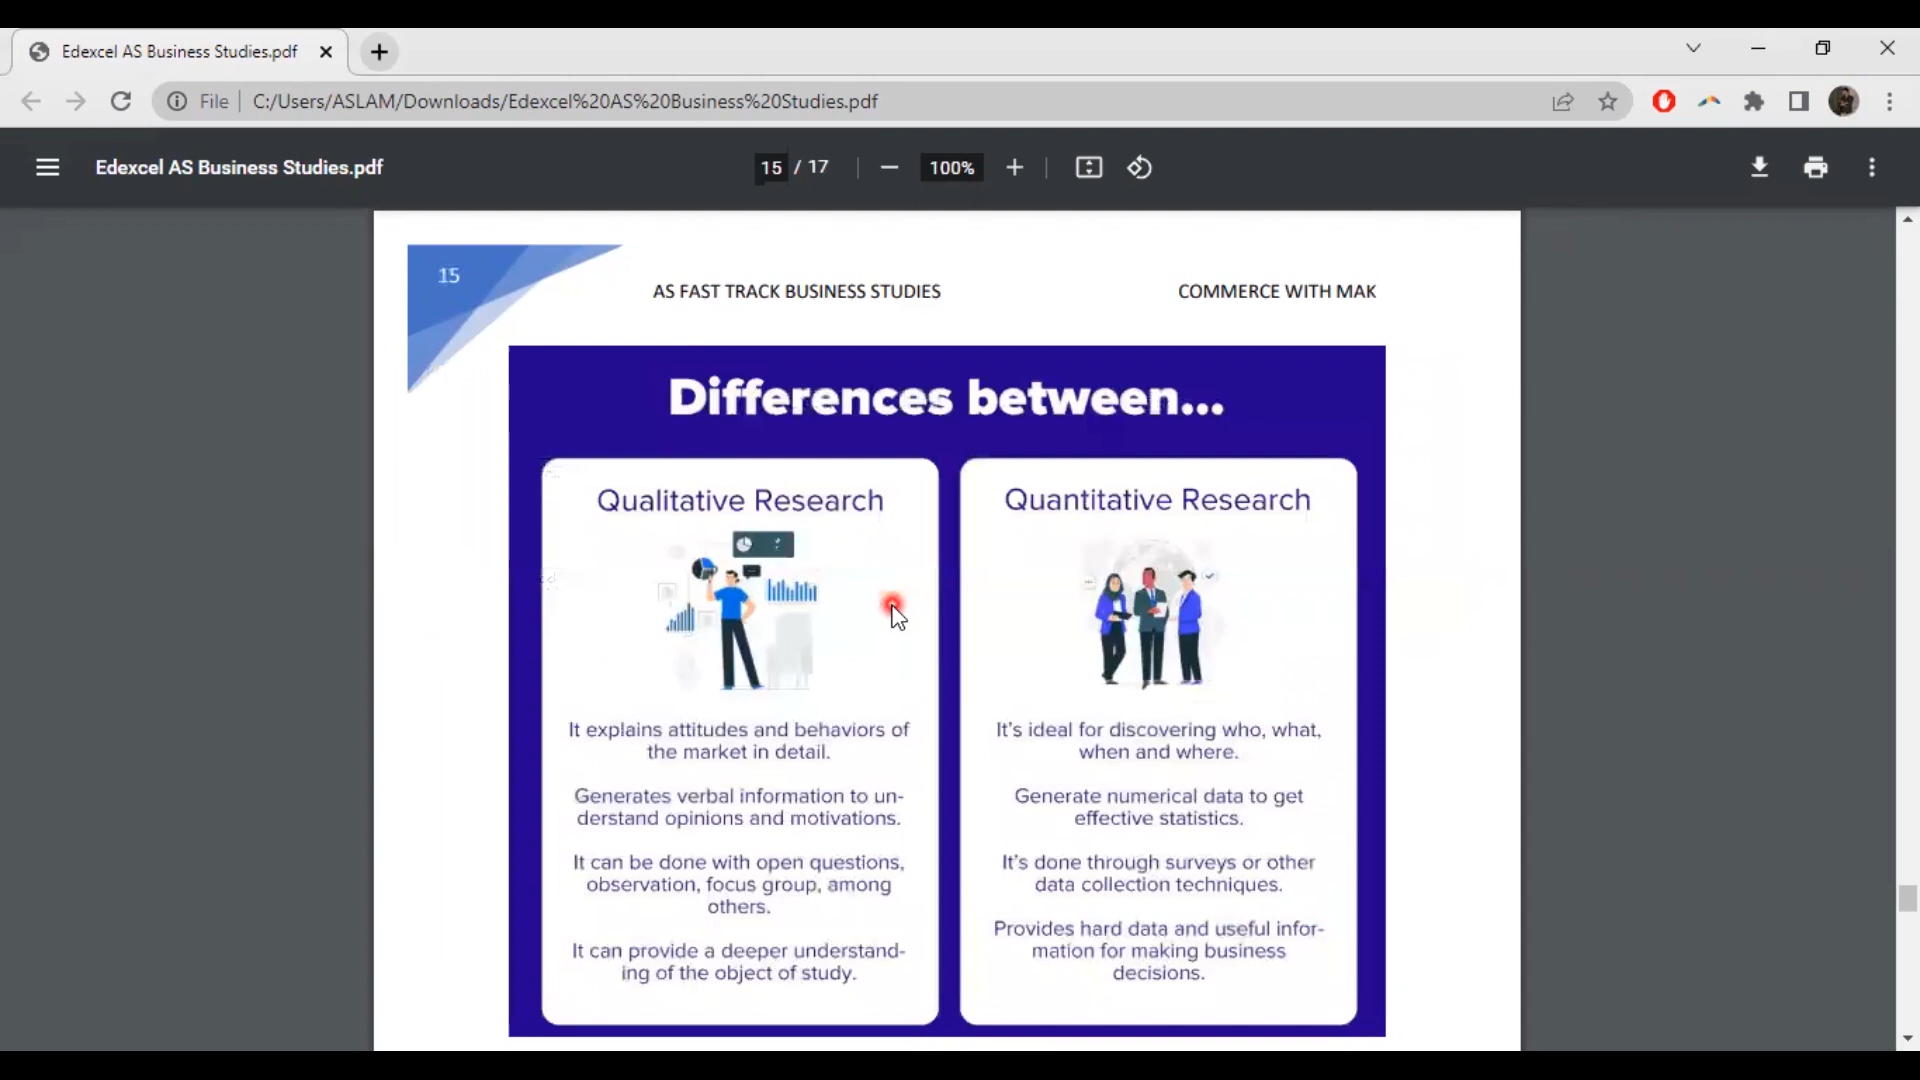 Edexcel AS Business Studies.pdf
File C:/Users/ASLAM/Downloads/Edexcel%20AS%20Business%20Studies.pdf
Edexcel AS Business Studies.pdf
15 / 17
100%
15
AS FAST TRACK BUSINESS STUDIES
COMMERCE WITH MAK
Differences between...
Qualitative Research
It explains attitudes and behaviors of
the market in detail.
Generates verbal information to un-
derstand opinions and motivations.
It can be done with open questions,
observation, focus group, among
others.
It can provide a deeper understand-
ing of the object of study.
Quantitative Research
It's ideal for discovering who, what,
when and where.
Generate numerical data to get
effective statistics.
It's done through surveys or other
data collection techniques.
Provides hard data and useful infor-
mation for making business
decisions.